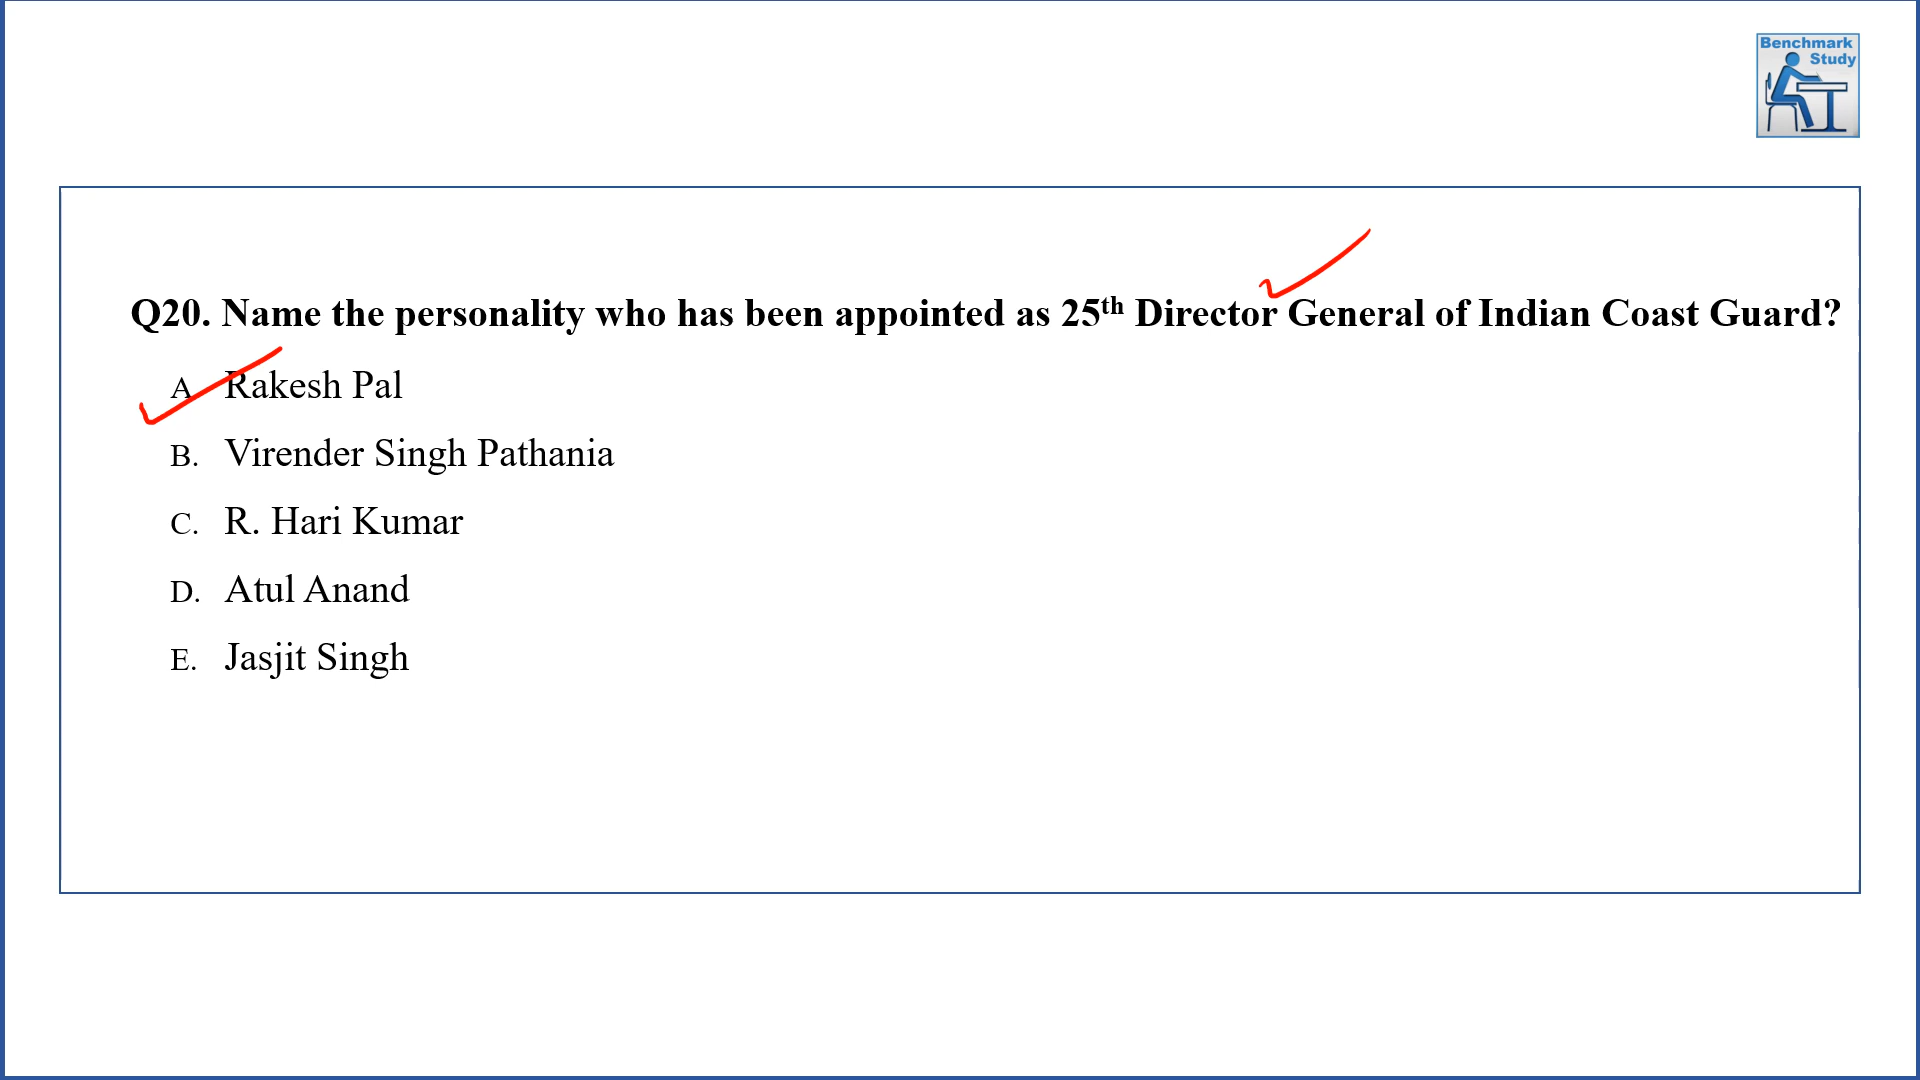 Benchmark
Study
Q20. Name the personality who has been appointed as 25th Director General of Indian Coast Guard?
A. Rakesh Pal
B. Virender Singh Pathania
C. R. Hari Kumar
D. Atul Anand
E. Jasjit Singh